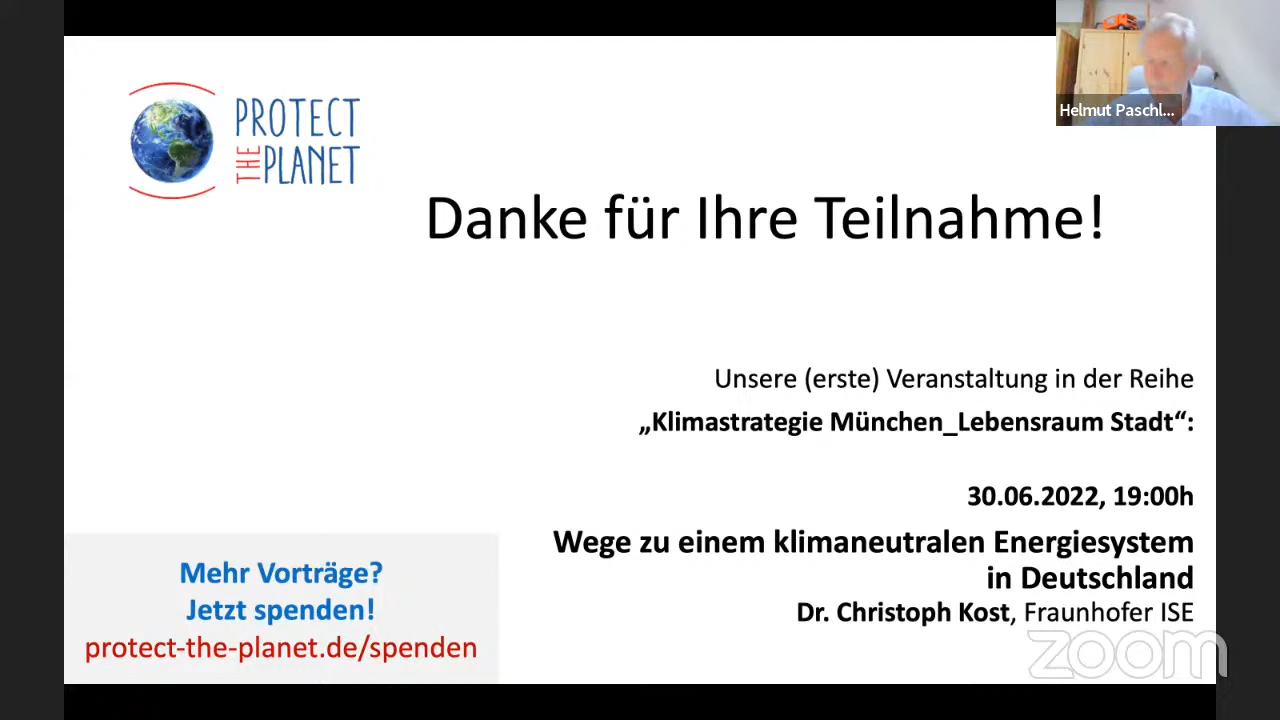 Helmut Paschl...
PROTECT
THE PLANET
Danke für Ihre Teilnahme!
Unsere (erste) Veranstaltung in der Reihe
„Klimastrategie München_Lebensraum Stadt“:
30.06.2022, 19:00h
Wege zu einem klimaneutralen Energiesystem
in Deutschland
Dr. Christoph Kost, Fraunhofer ISE
Mehr Vorträge?
Jetzt spenden!
protect-the-planet.de/spenden
zoom